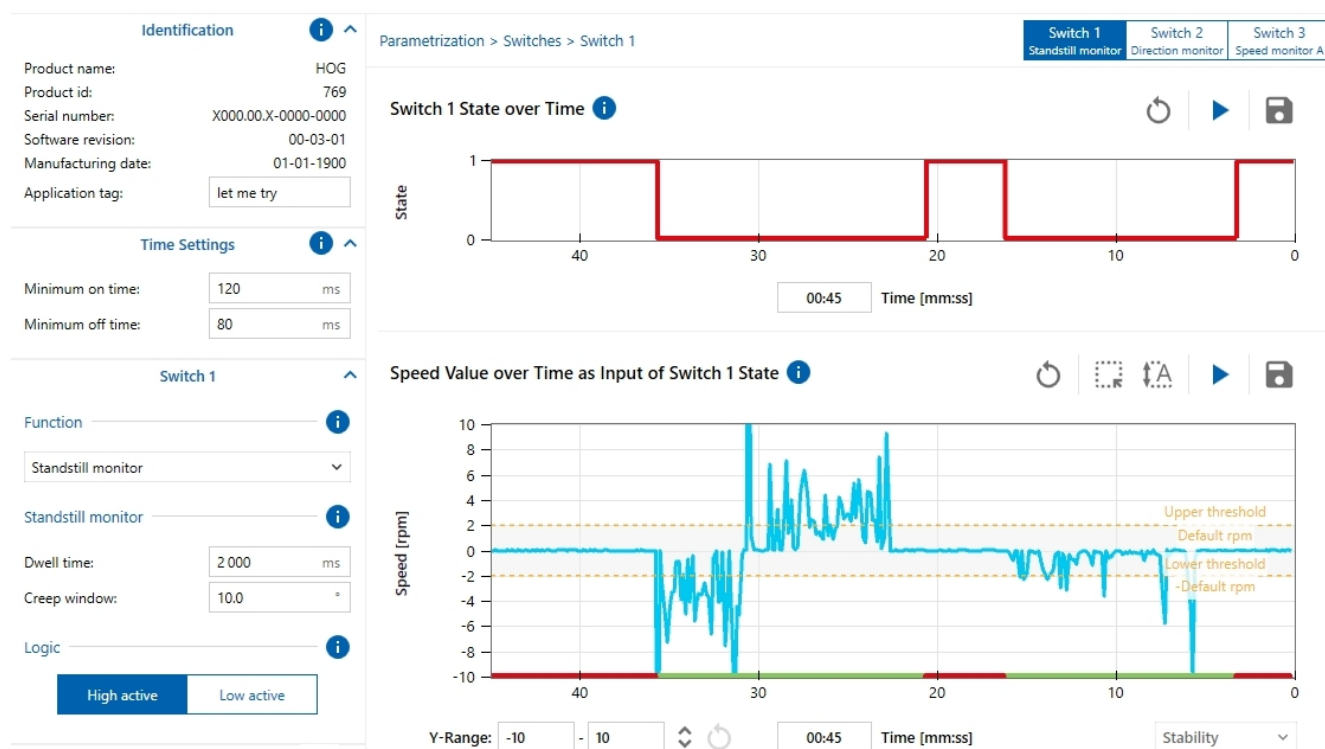 Identification
Product name: HOG
Product id: 769
Serial number: X000.00.X-0000-0000
Software revision: 00-03-01
Manufacturing date: 01-01-1900
Application tag: let me try
Time Settings
Minimum on time: 120 ms
Minimum off time: 80 ms
Switch 1
Function
Standstill monitor
Standstill monitor
Dwell time: 2 000 ms
Creep window: 10.0 °
Logic
High active Low active
Parametrization > Switches > Switch 1
Switch 1 Switch 2 Switch 3
Standstill monitor Direction monitor Speed monitor A
Switch 1 State over Time
1
State
0
40 30 20 10 0
00:45 Time [mm:ss]
Speed Value over Time as Input of Switch 1 State
A
10
8
6
4
2
0
-2
-4
-6
-8
-10
Speed [rpm]
Upper threshold
Default rpm
Lower threshold
-Default rpm
40 30 20 10 0
Y-Range: -10 - 10 00:45 Time [mm:ss] Stability